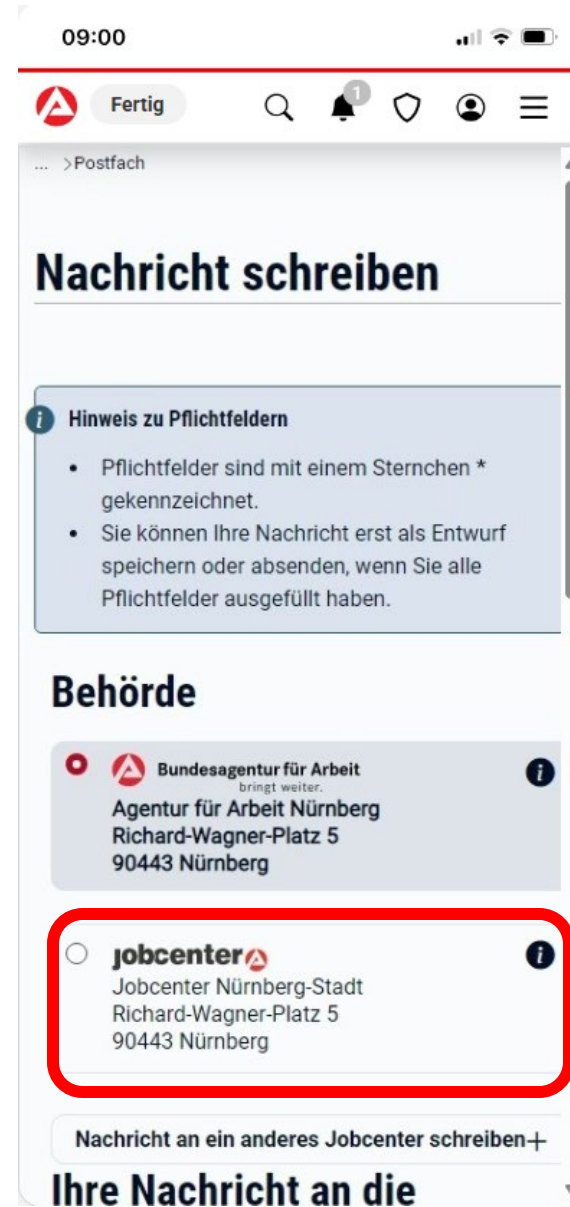 09:00
Fertig
1
... >Postfach
Nachricht schreiben
Hinweis zu Pflichtfeldern
• Pflichtfelder sind mit einem Sternchen *
gekennzeichnet.
• Sie können Ihre Nachricht erst als Entwurf
speichern oder absenden, wenn Sie alle
Pflichtfelder ausgefüllt haben.
Behörde
Bundesagentur für Arbeit
bringt weiter.
Agentur für Arbeit Nürnberg
Richard-Wagner-Platz 5
90443 Nürnberg
jobcenter
Jobcenter Nürnberg-Stadt
Richard-Wagner-Platz 5
90443 Nürnberg
Nachricht an ein anderes Jobcenter schreiben+
Ihre Nachricht an die